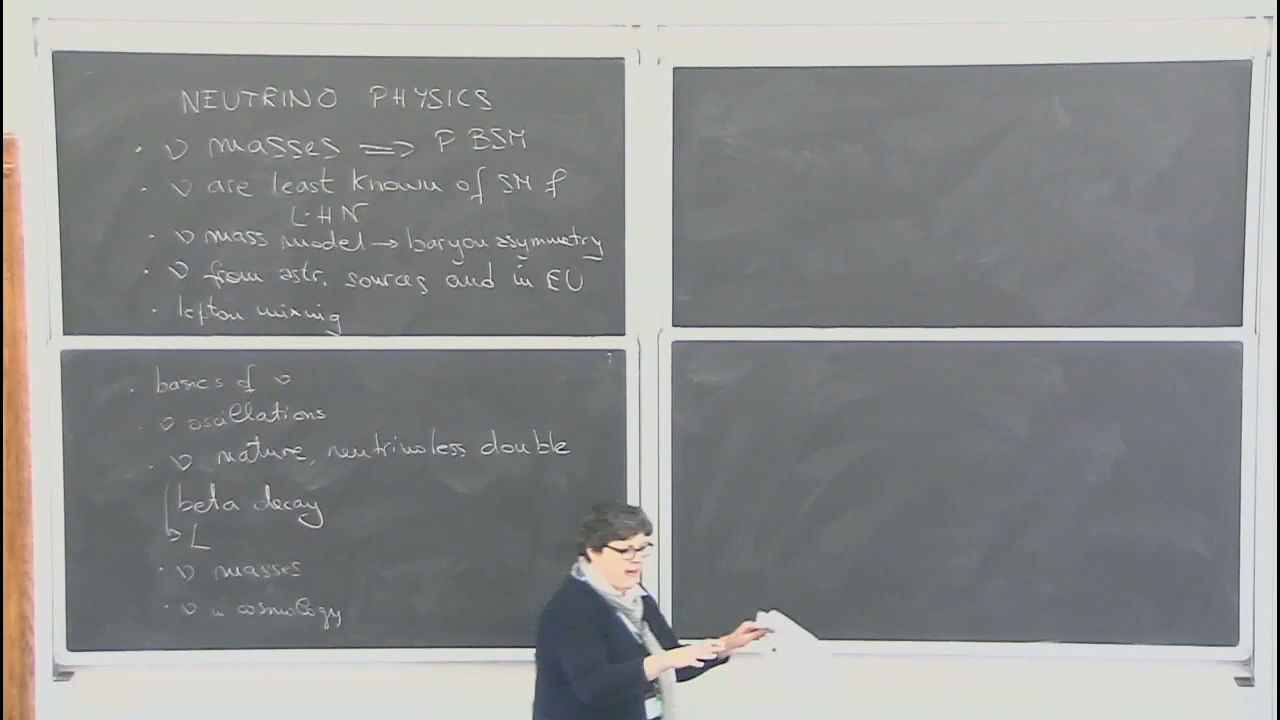 NEUTRINO PHYSICS
· ν masses ⇒ P BSM
· ν are least known of SM f
L·HN
· ν mass model → baryon asymmetry
· ν from astr. sources and in EU
· lepton mixing
· basics of ν
· ν oscillations
· ν nature, neutrinoless double
beta decay
↳ L
· ν masses
· ν in cosmology